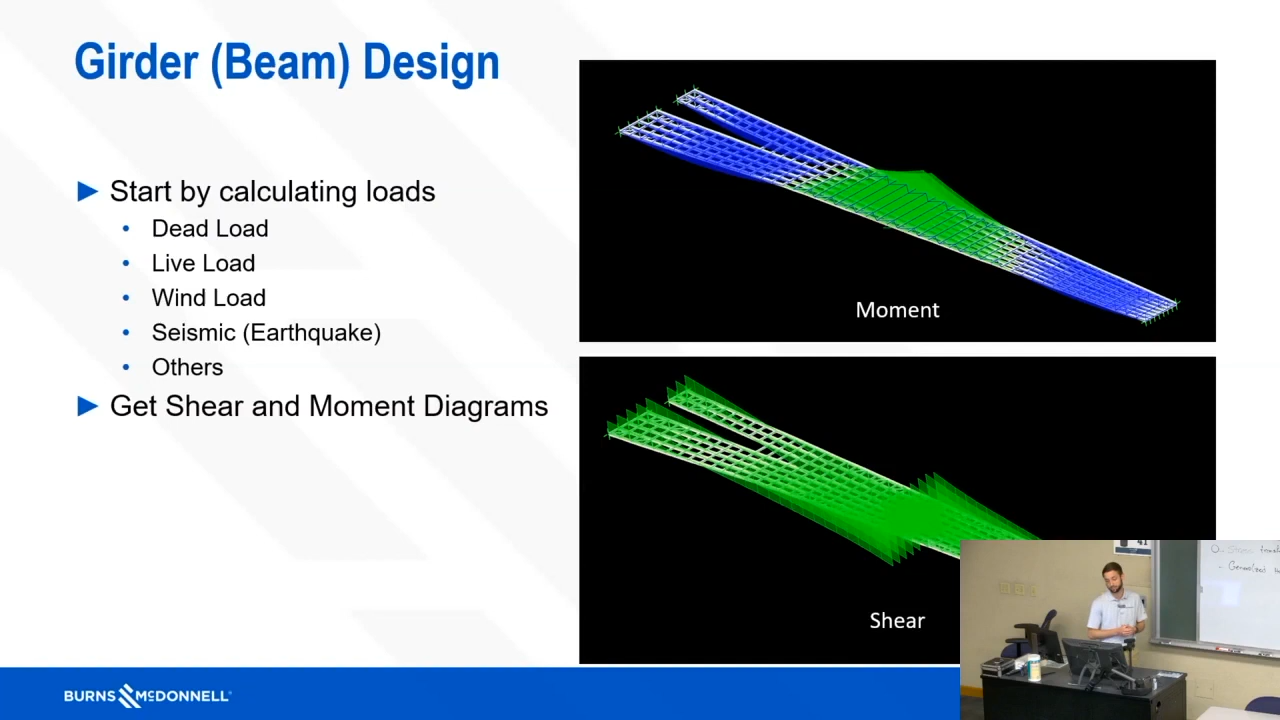 Girder (Beam) Design
► Start by calculating loads
• Dead Load
• Live Load
• Wind Load
• Seismic (Earthquake)
• Others
► Get Shear and Moment Diagrams
Moment
Shear
BURNS McDONNELL